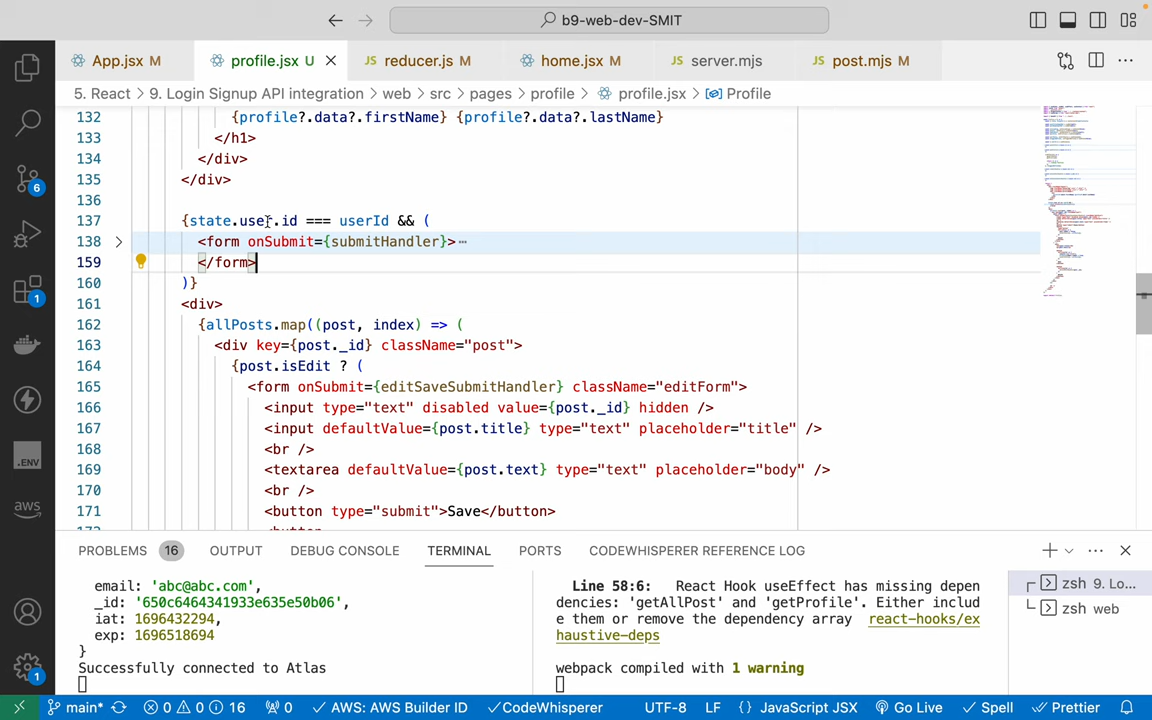 b9-web-dev-SMIT
App.jsx M
profile.jsx U
JS reducer.js M
home.jsx M
JS server.mjs
JS post.mjs M
5. React > 9. Login Signup API integration > web > src > pages > profile > profile.jsx > Profile
132 {profile?.data?.firstName} {profile?.data?.lastName}
133 </h1>
134 </div>
135 </div>
136
137 {state.user.id === userId && (
138 <form onSubmit={submitHandler}>⋯
159 </form>
160 )}
161 <div>
162 {allPosts.map((post, index) => (
163 <div key={post._id} className="post">
164 {post.isEdit ? (
165 <form onSubmit={editSaveSubmitHandler} className="editForm">
166 <input type="text" disabled value={post._id} hidden />
167 <input defaultValue={post.title} type="text" placeholder="title" />
168 <br />
169 <textarea defaultValue={post.text} type="text" placeholder="body" />
170 <br />
171 <button type="submit">Save</button>
172 <button
6
1
.ENV
aws
1
PROBLEMS 16 OUTPUT DEBUG CONSOLE TERMINAL PORTS CODEWHISPERER REFERENCE LOG
email: 'abc@abc.com',
_id: '650c6464341933e635e50b06',
iat: 1696432294,
exp: 1696518694
}
Successfully connected to Atlas
Line 58:6: React Hook useEffect has missing depen
dencies: 'getAllPost' and 'getProfile'. Either includ
e them or remove the dependency array react-hooks/ex
haustive-deps
webpack compiled with 1 warning
zsh 9. Lo...
zsh web
main* 0 0 16 0 AWS: AWS Builder ID CodeWhisperer UTF-8 LF {} JavaScript JSX Go Live Spell Prettier